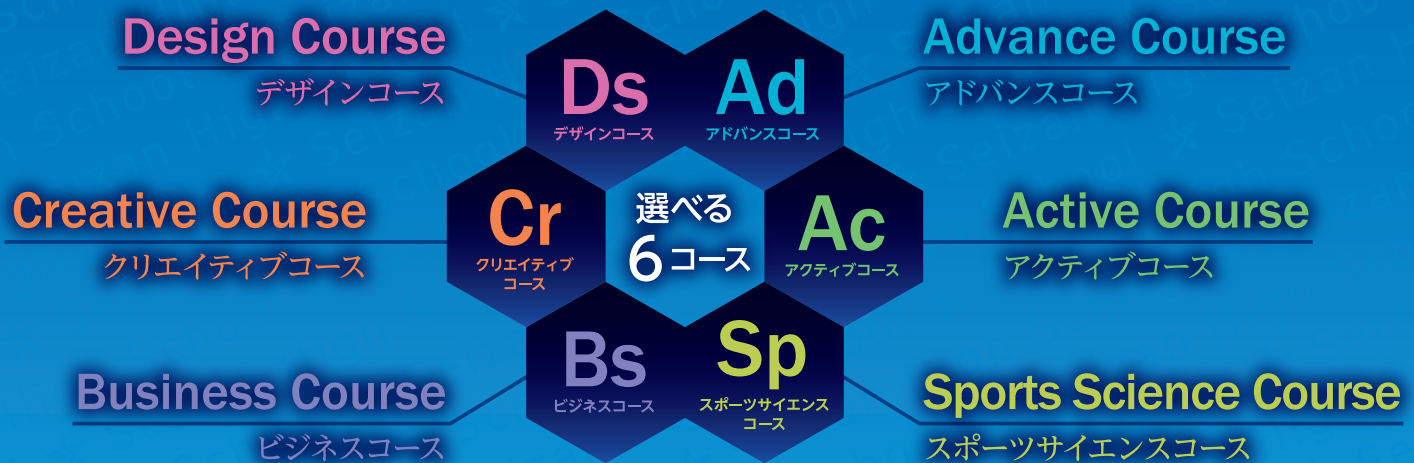 Design Course
デザインコース
Creative Course
クリエイティブコース
Business Course
ビジネスコース
Ds
デザインコース
Ad
アドバンスコース
Cr
クリエイティブ
コース
選べる
6コース
Ac
アクティブコース
Bs
ビジネスコース
Sp
スポーツサイエンス
コース
Advance Course
アドバンスコース
Active Course
アクティブコース
Sports Science Course
スポーツサイエンスコース